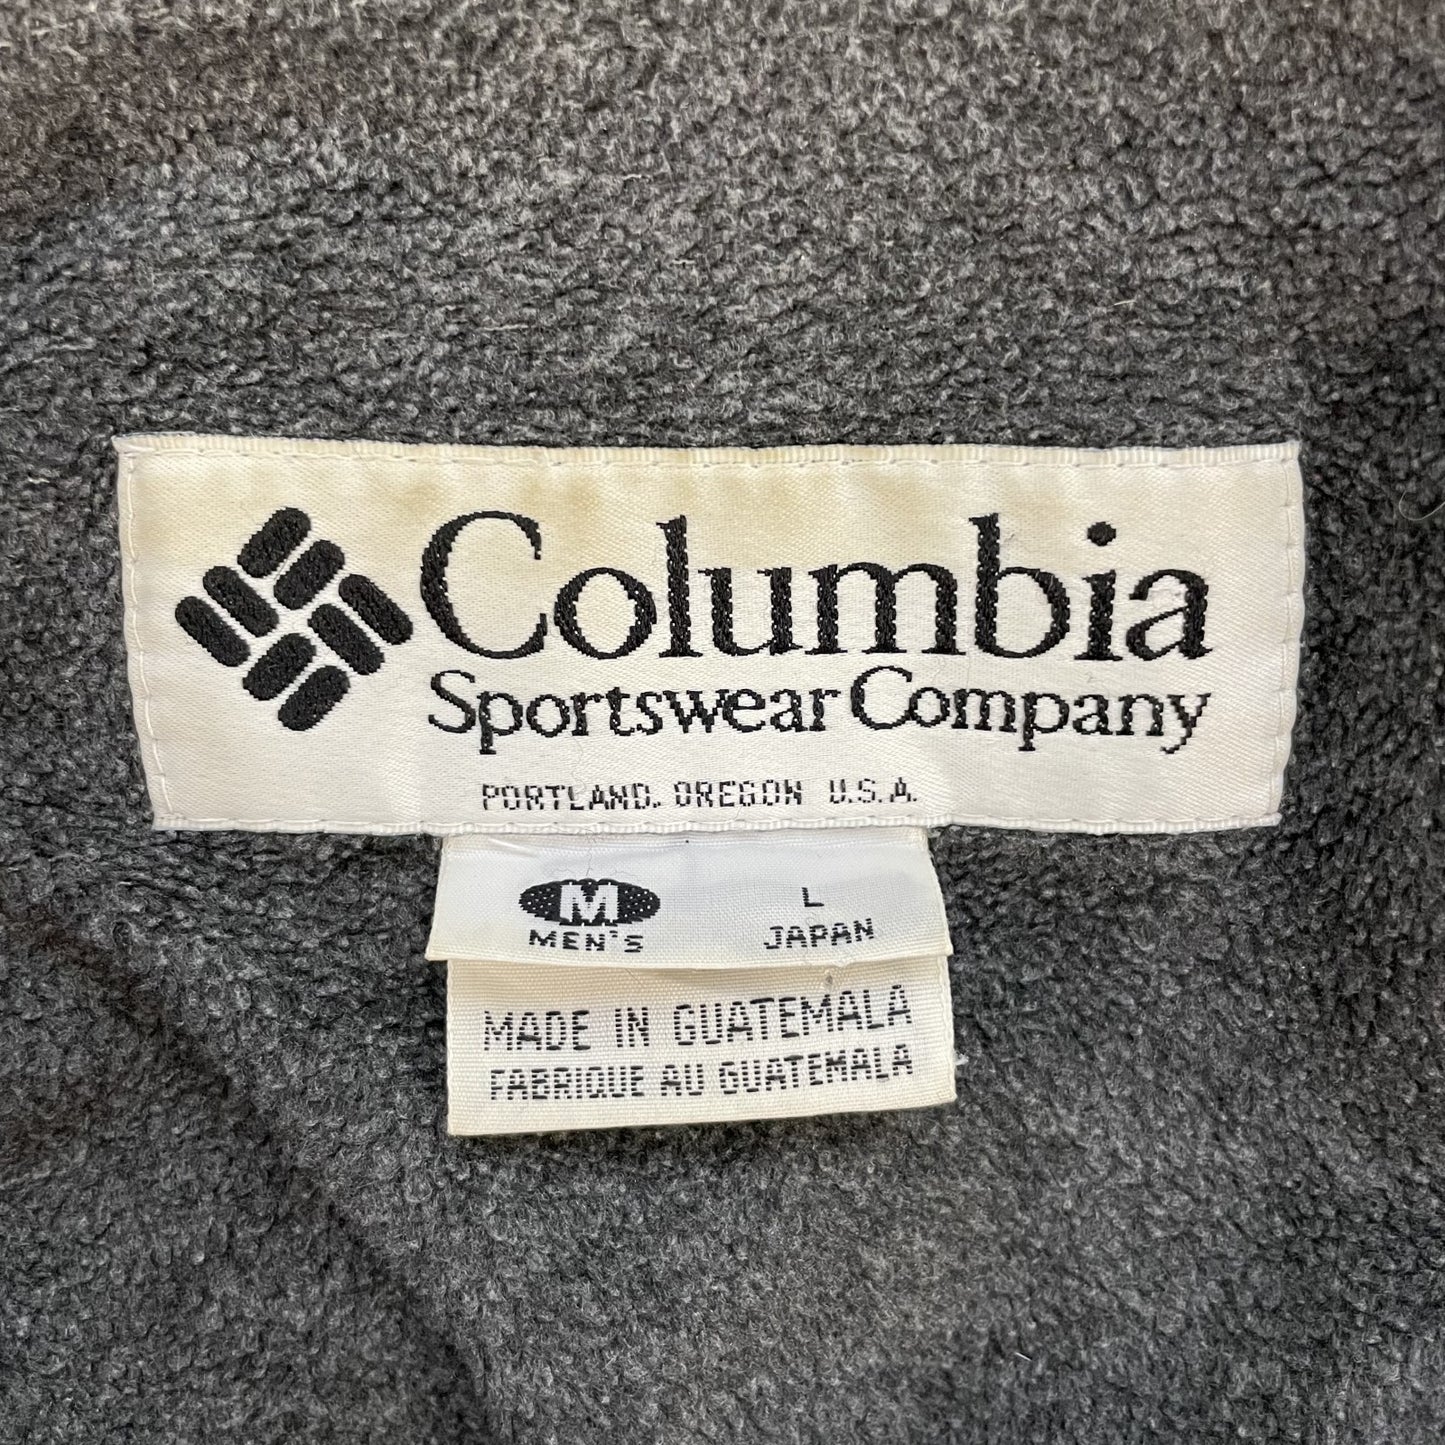 Columbia
Sportswear Company
PORTLAND, OREGON U.S.A.
M L
MEN'S JAPAN
MADE IN GUATEMALA
FABRIQUE AU GUATEMALA